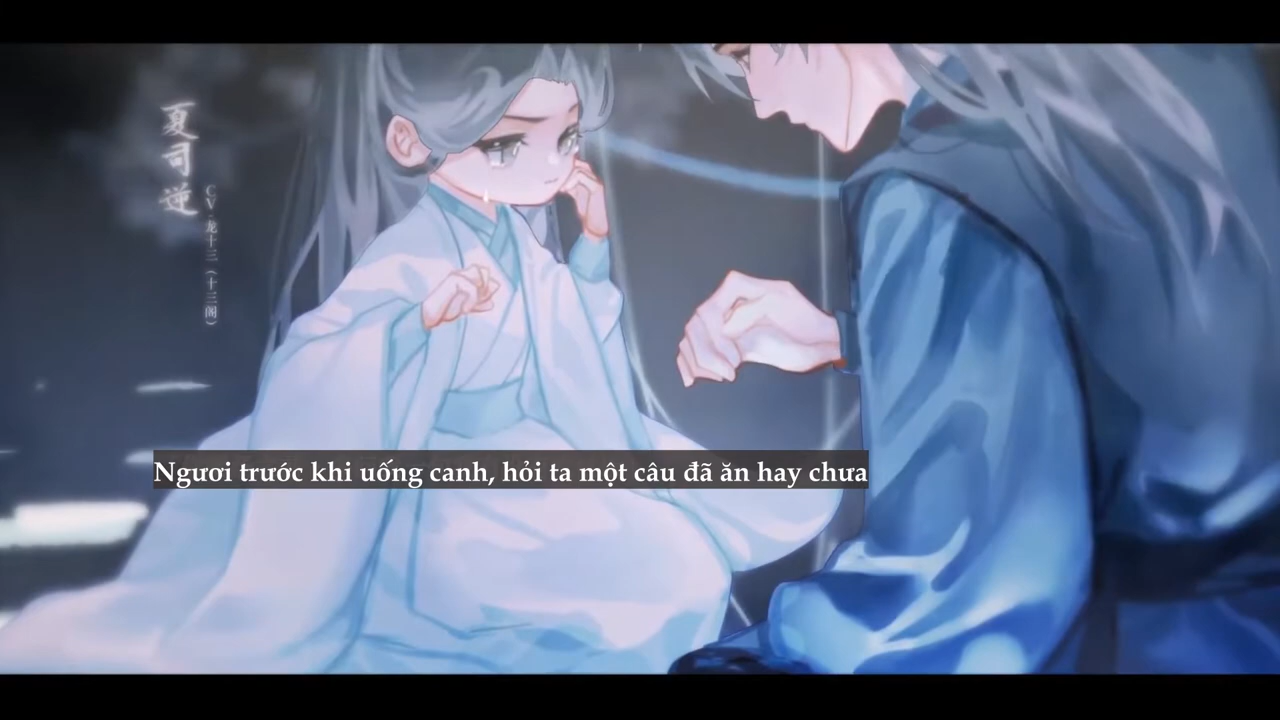 夏司逆
CV·龙十三（十三阁）
Ngươi trước khi uống canh, hỏi ta một câu đã ăn hay chưa